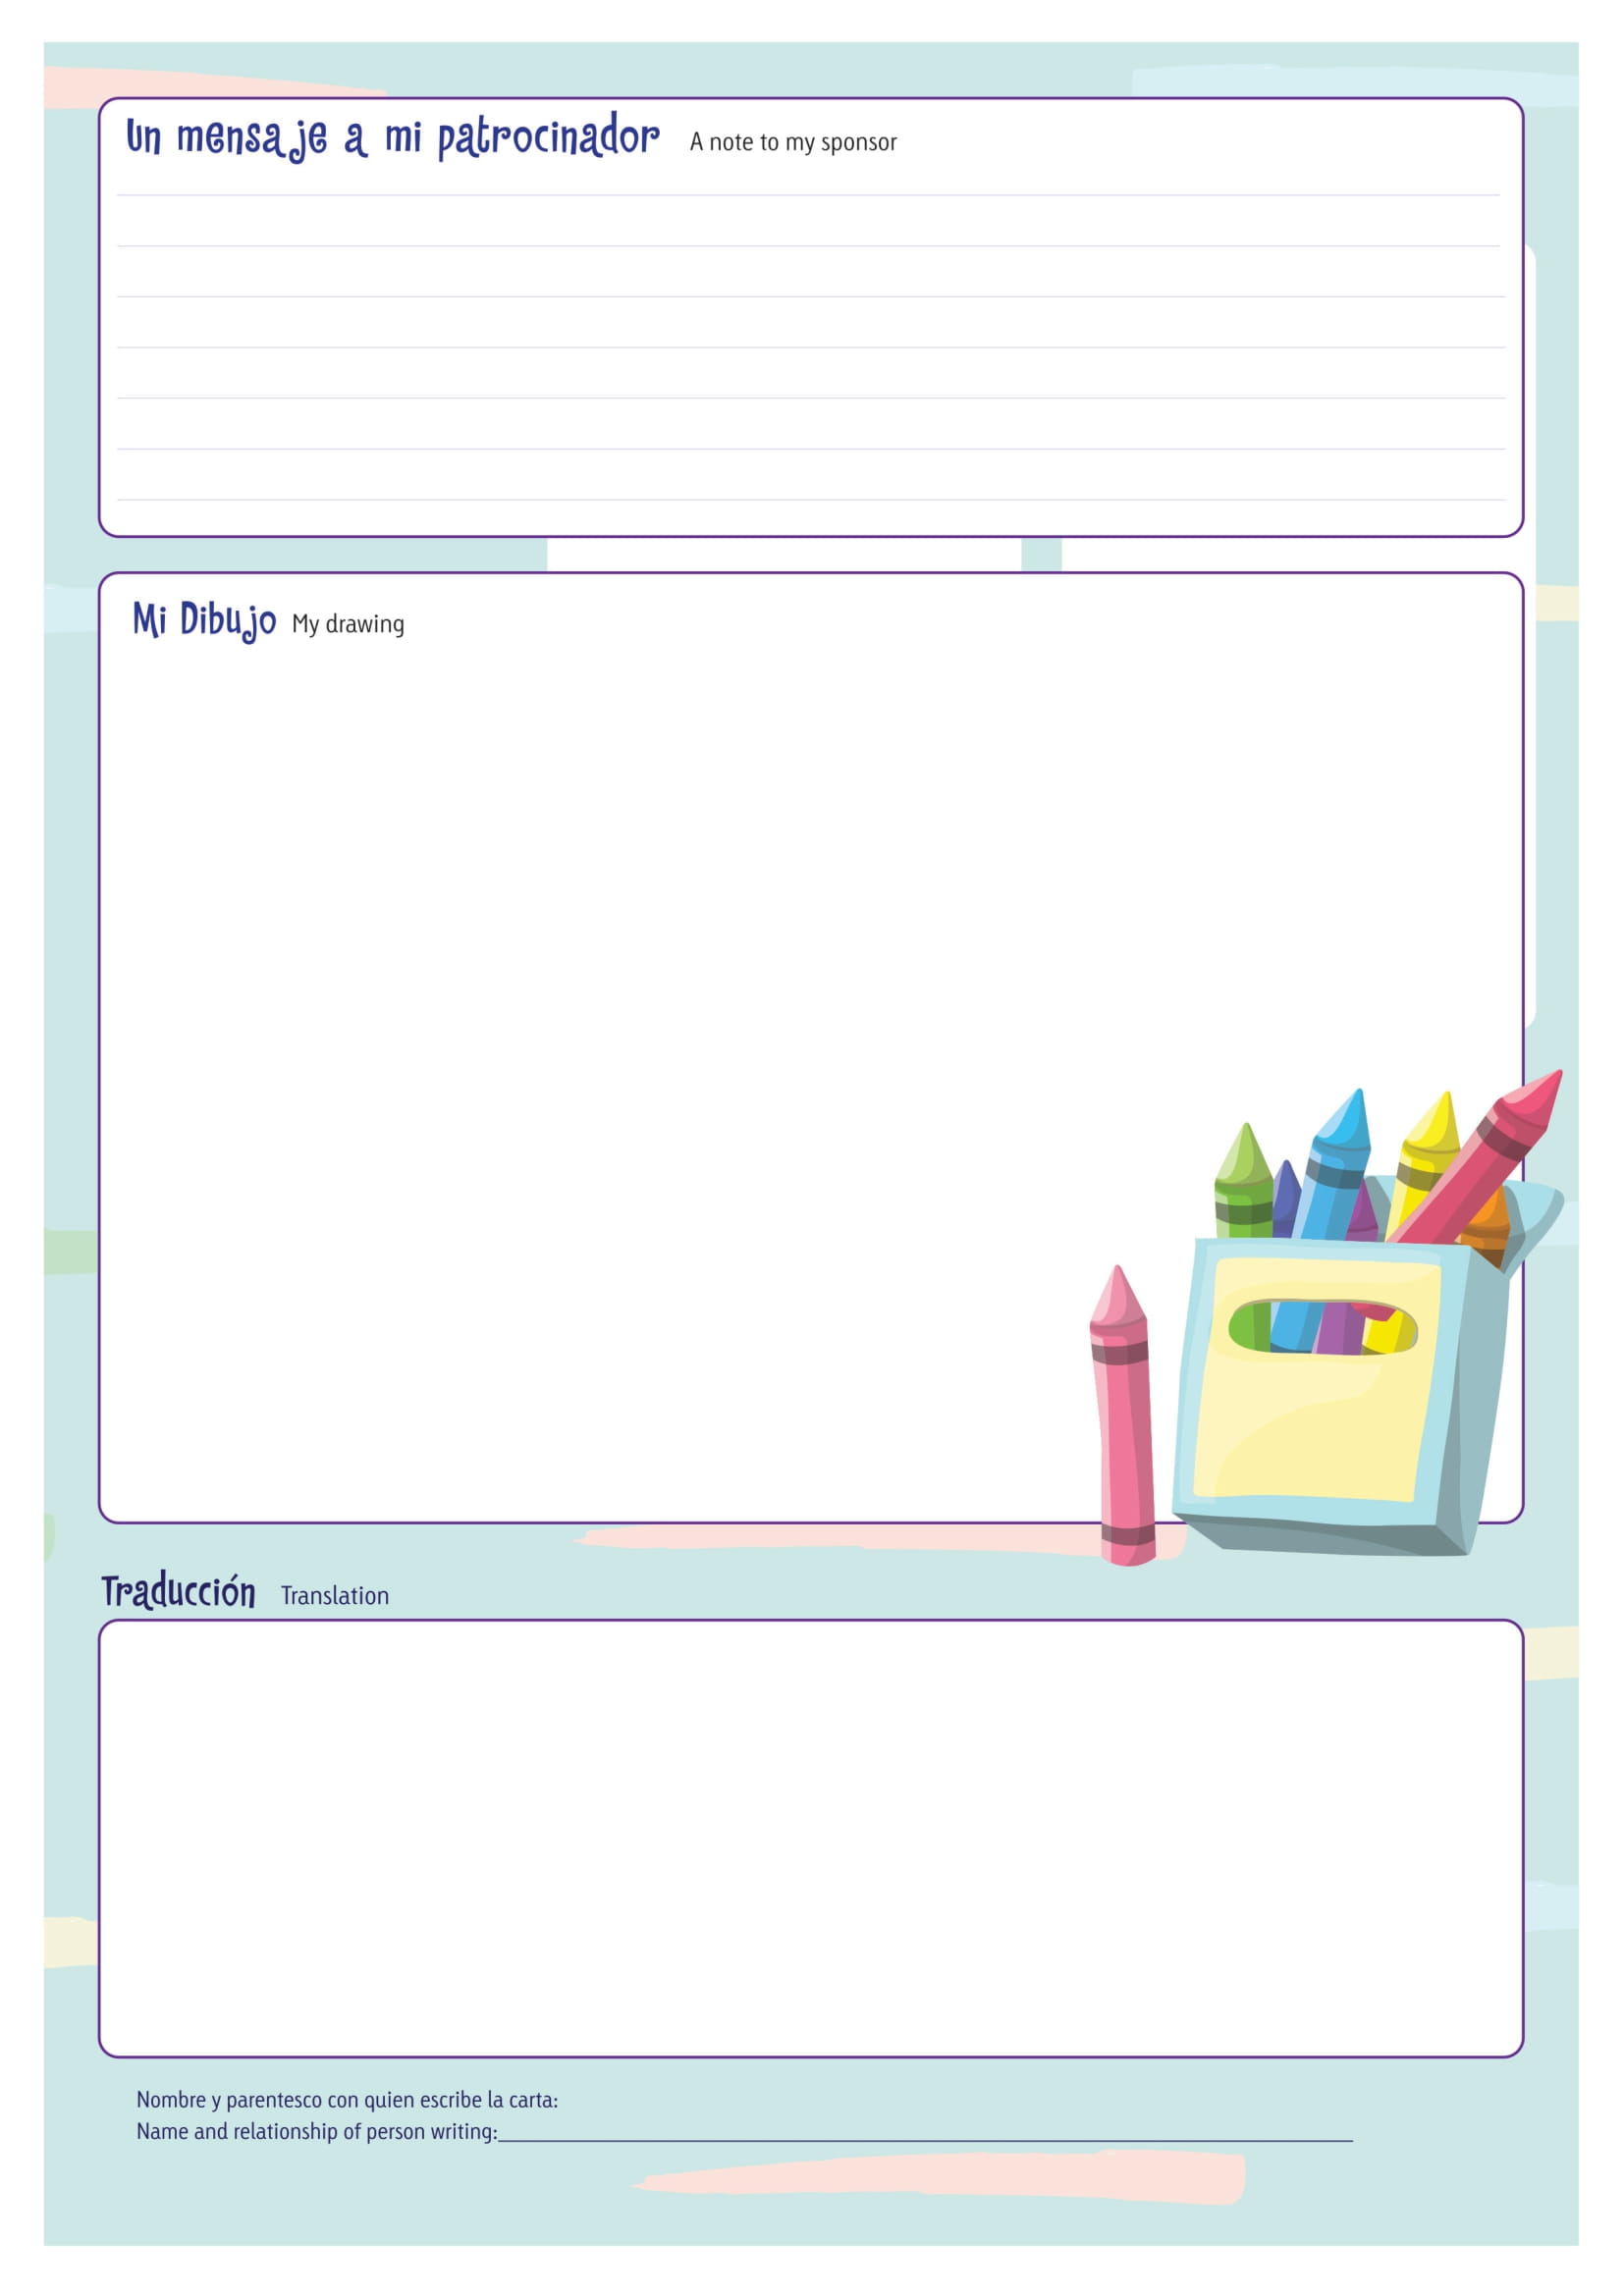 Un mensaje a mi patrocinador A note to my sponsor
Mi Dibujo My drawing
Traducción Translation
Nombre y parentesco con quien escribe la carta:
Name and relationship of person writing: